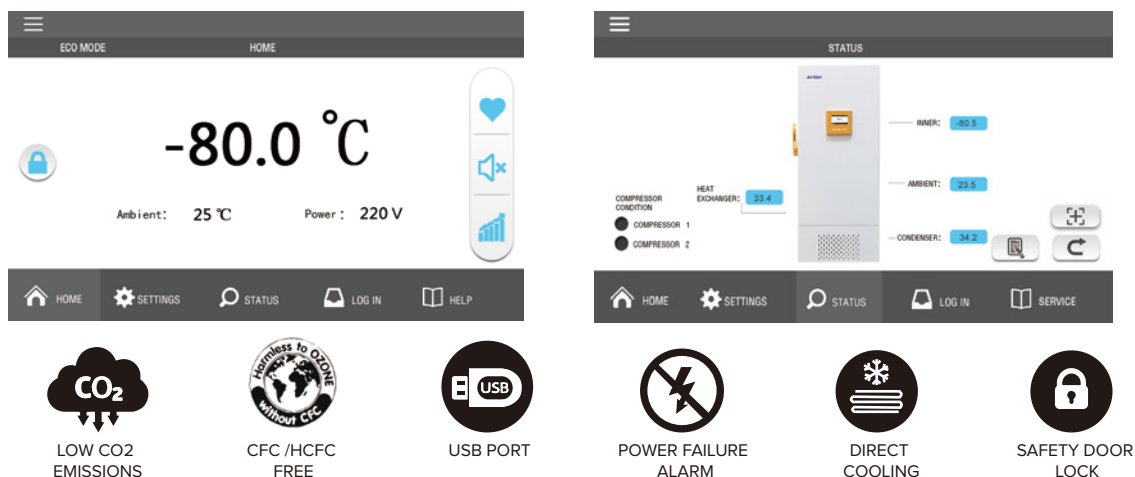 ECO MODE
HOME
-80.0 °C
Ambient: 25 ℃
Power: 220 V
HOME
SETTINGS
STATUS
LOG IN
HELP
STATUS
INNER: -80.5
AMBIENT: 23.5
HEAT
EXCHANGER: 33.4
COMPRESSOR
CONDITION
COMPRESSOR 1
COMPRESSOR 2
CONDENSER: 34.2
HOME
SETTINGS
STATUS
LOG IN
SERVICE
CO₂
LOW CO2
EMISSIONS
Harmless to OZONE
without CFC
CFC /HCFC
FREE
USB
USB PORT
POWER FAILURE
ALARM
DIRECT
COOLING
SAFETY DOOR
LOCK